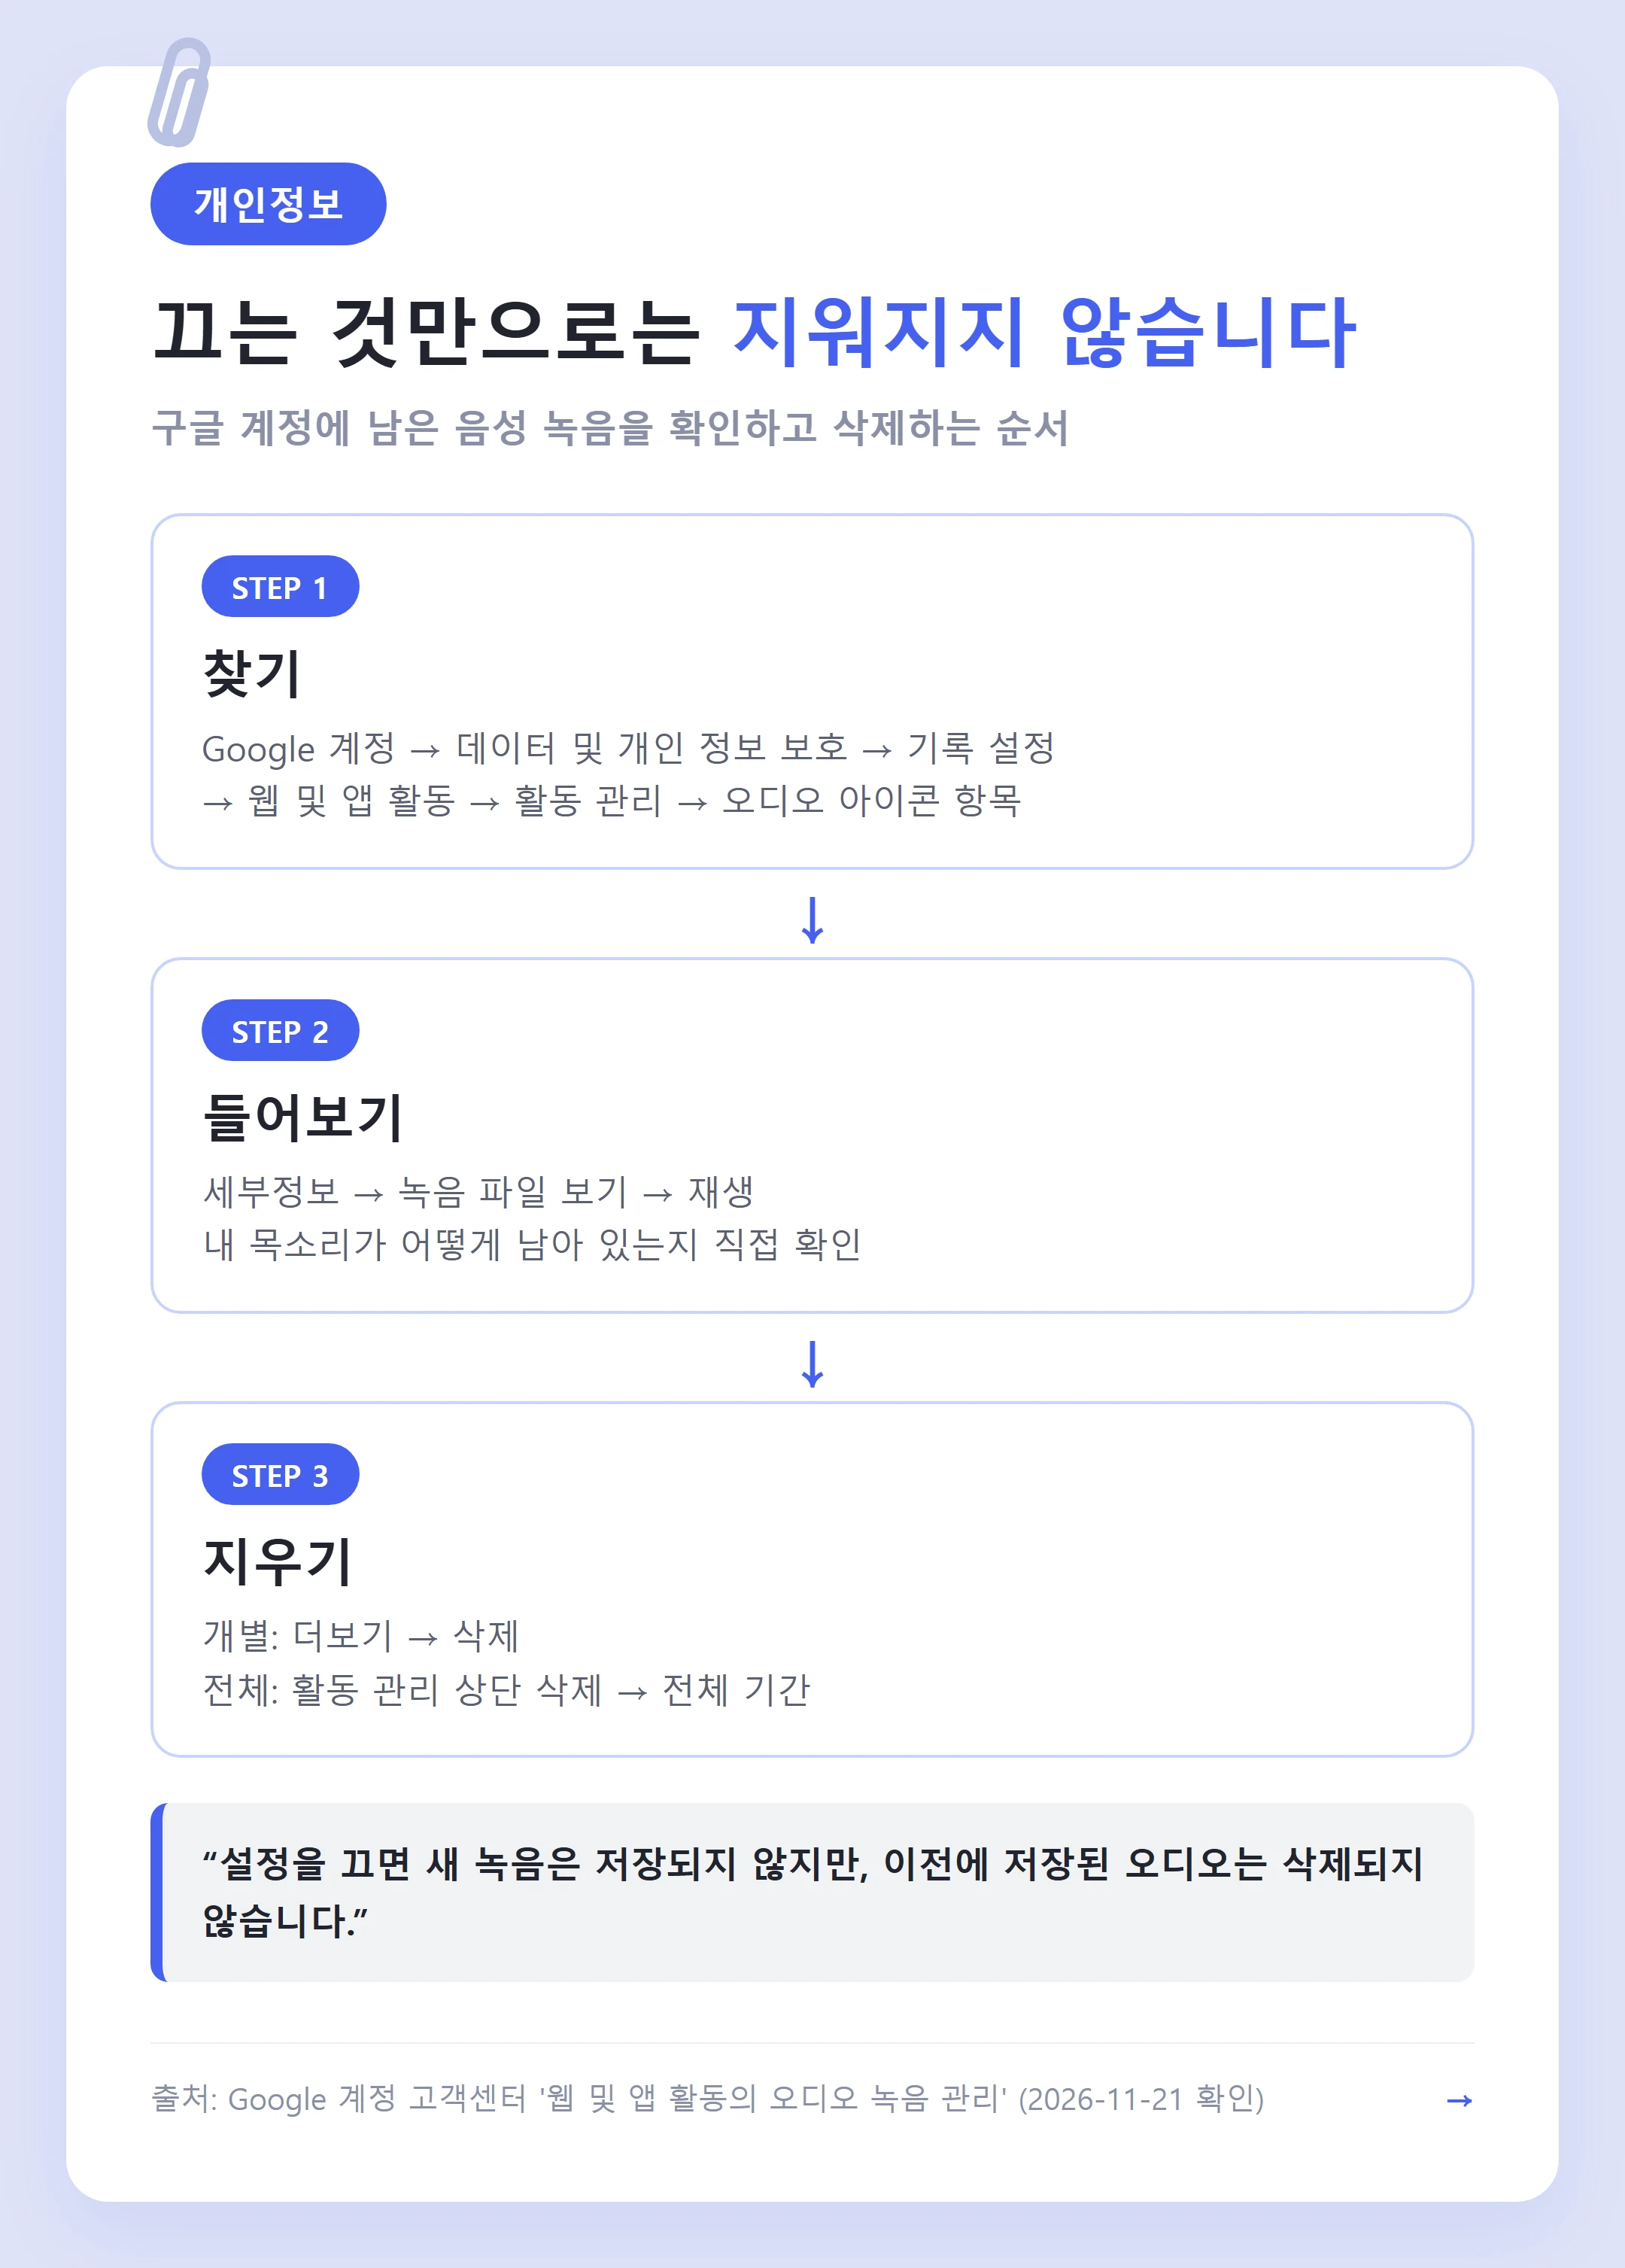 개인정보
끄는 것만으로는 지워지지 않습니다
구글 계정에 남은 음성 녹음을 확인하고 삭제하는 순서
STEP 1
찾기
Google 계정 → 데이터 및 개인 정보 보호 → 기록 설정
→ 웹 및 앱 활동 → 활동 관리 → 오디오 아이콘 항목
↓
STEP 2
들어보기
세부정보 → 녹음 파일 보기 → 재생
내 목소리가 어떻게 남아 있는지 직접 확인
↓
STEP 3
지우기
개별: 더보기 → 삭제
전체: 활동 관리 상단 삭제 → 전체 기간
“설정을 끄면 새 녹음은 저장되지 않지만, 이전에 저장된 오디오는 삭제되지
않습니다.”
출처: Google 계정 고객센터 '웹 및 앱 활동의 오디오 녹음 관리' (2026-11-21 확인) →